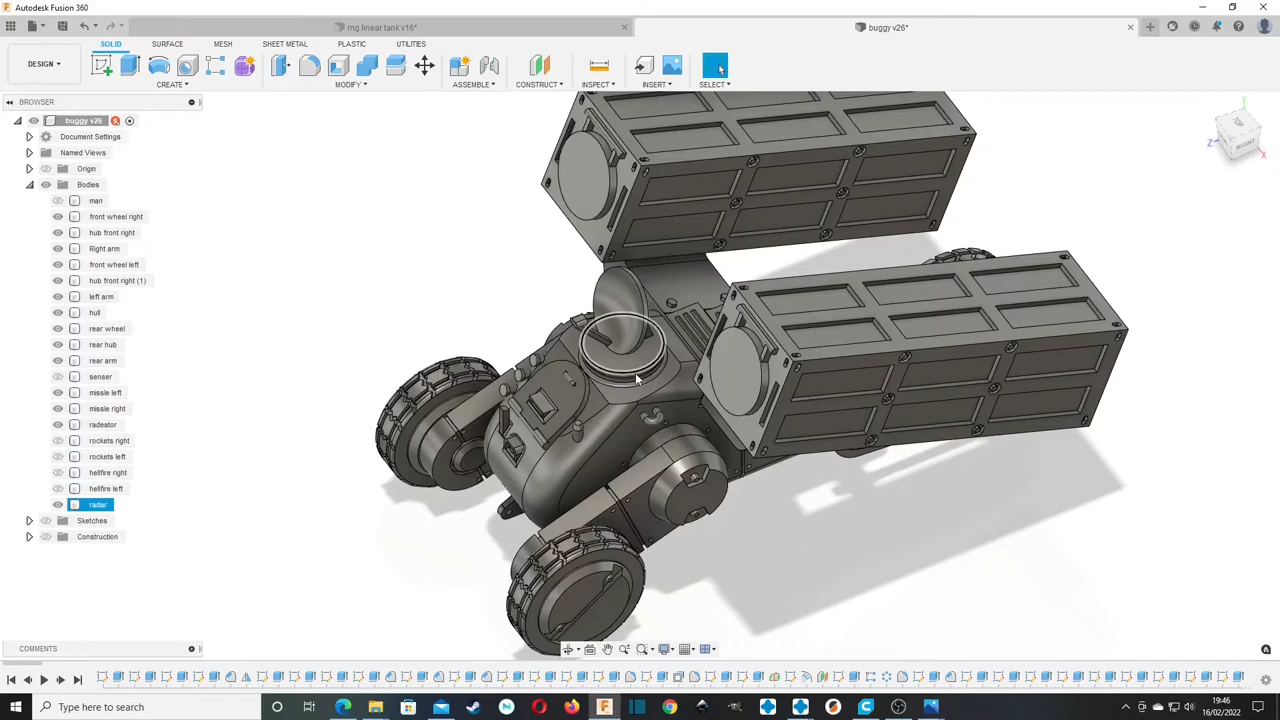 Autodesk Fusion 360
mg linear tank v16*
buggy v26*
SOLID SURFACE MESH SHEET METAL PLASTIC UTILITIES
DESIGN
CREATE MODIFY ASSEMBLE CONSTRUCT INSPECT INSERT SELECT
BROWSER
buggy v26
Document Settings
Named Views
Origin
Bodies
man
front wheel right
hub front right
Right arm
front wheel left
hub front right (1)
left arm
hull
rear wheel
rear hub
rear arm
senser
missle left
missle right
radeator
rockets right
rockets left
hellfire right
hellfire left
radar
Sketches
Construction
RIGHT
Y
Z
X
COMMENTS
Type here to search
19:46
16/02/2022